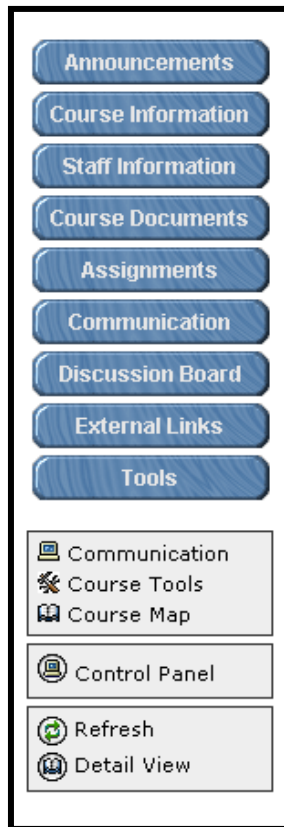 Announcements
Course Information
Staff Information
Course Documents
Assignments
Communication
Discussion Board
External Links
Tools
Communication
Course Tools
Course Map
Control Panel
Refresh
Detail View